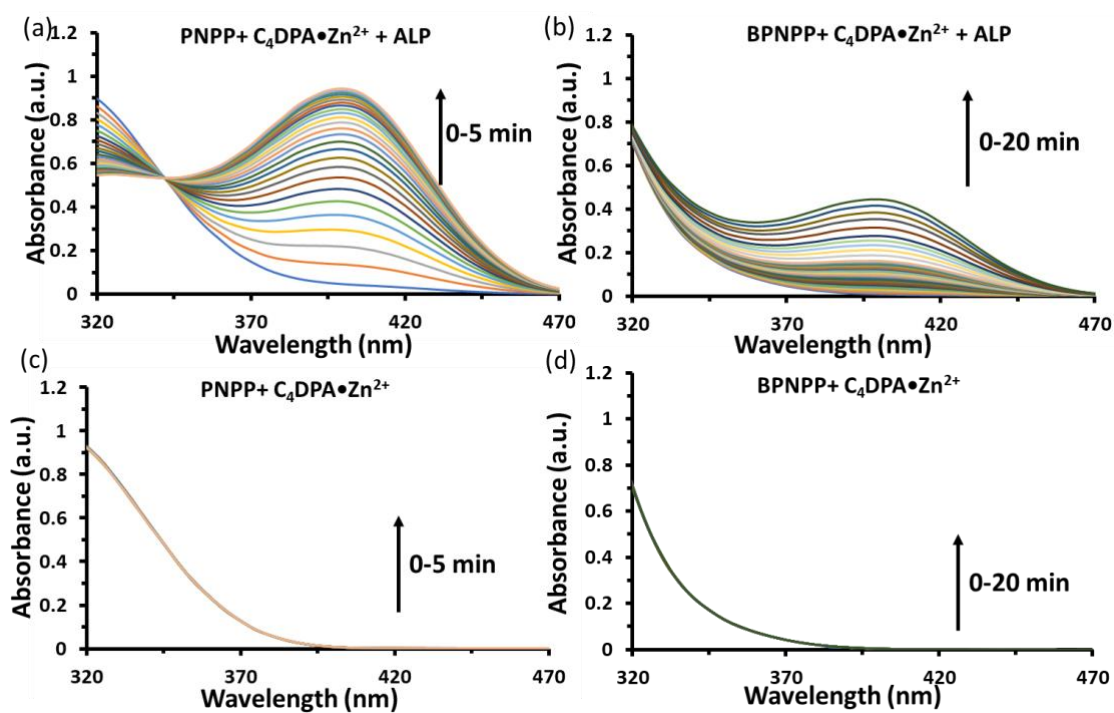 (a)
PNPP+ C₄DPA•Zn²⁺ + ALP
1.2
1
0.8
0.6
0.4
0.2
0
Absorbance (a.u.)
0-5 min
320
370
420
470
Wavelength (nm)
(b)
BPNPP+ C₄DPA•Zn²⁺ + ALP
1.2
1
0.8
0.6
0.4
0.2
0
Absorbance (a.u.)
0-20 min
320
370
420
470
Wavelength (nm)
(c)
PNPP+ C₄DPA•Zn²⁺
1.2
1
0.8
0.6
0.4
0.2
0
Absorbance (a.u.)
0-5 min
320
370
420
470
Wavelength (nm)
(d)
BPNPP+ C₄DPA•Zn²⁺
1.2
1
0.8
0.6
0.4
0.2
0
Absorbance (a.u.)
0-20 min
320
370
420
470
Wavelength (nm)